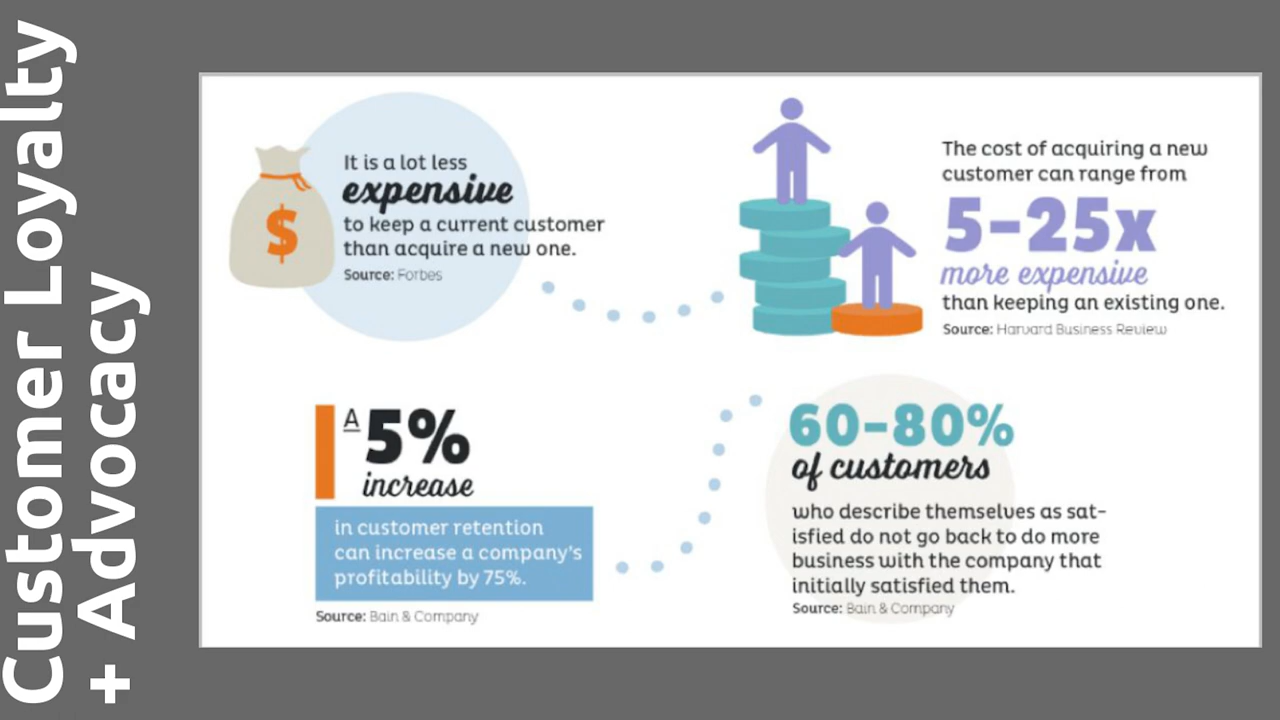 Customer Loyalty
+ Advocacy
$
It is a lot less
expensive
to keep a current customer
than acquire a new one.
Source: Forbes
The cost of acquiring a new
customer can range from
5-25x
more expensive
than keeping an existing one.
Source: Harvard Business Review
A 5%
increase
in customer retention
can increase a company's
profitability by 75%.
Source: Bain & Company
60-80%
of customers
who describe themselves as sat-
isfied do not go back to do more
business with the company that
initially satisfied them.
Source: Bain & Company